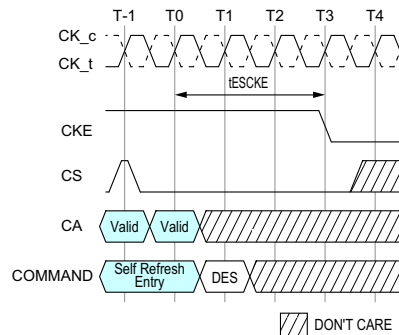 T-1 T0 T1 T2 T3 T4
CK_c
CK_t
tESCKE
CKE
CS
CA Valid Valid
COMMAND Self Refresh Entry DES
DON'T CARE